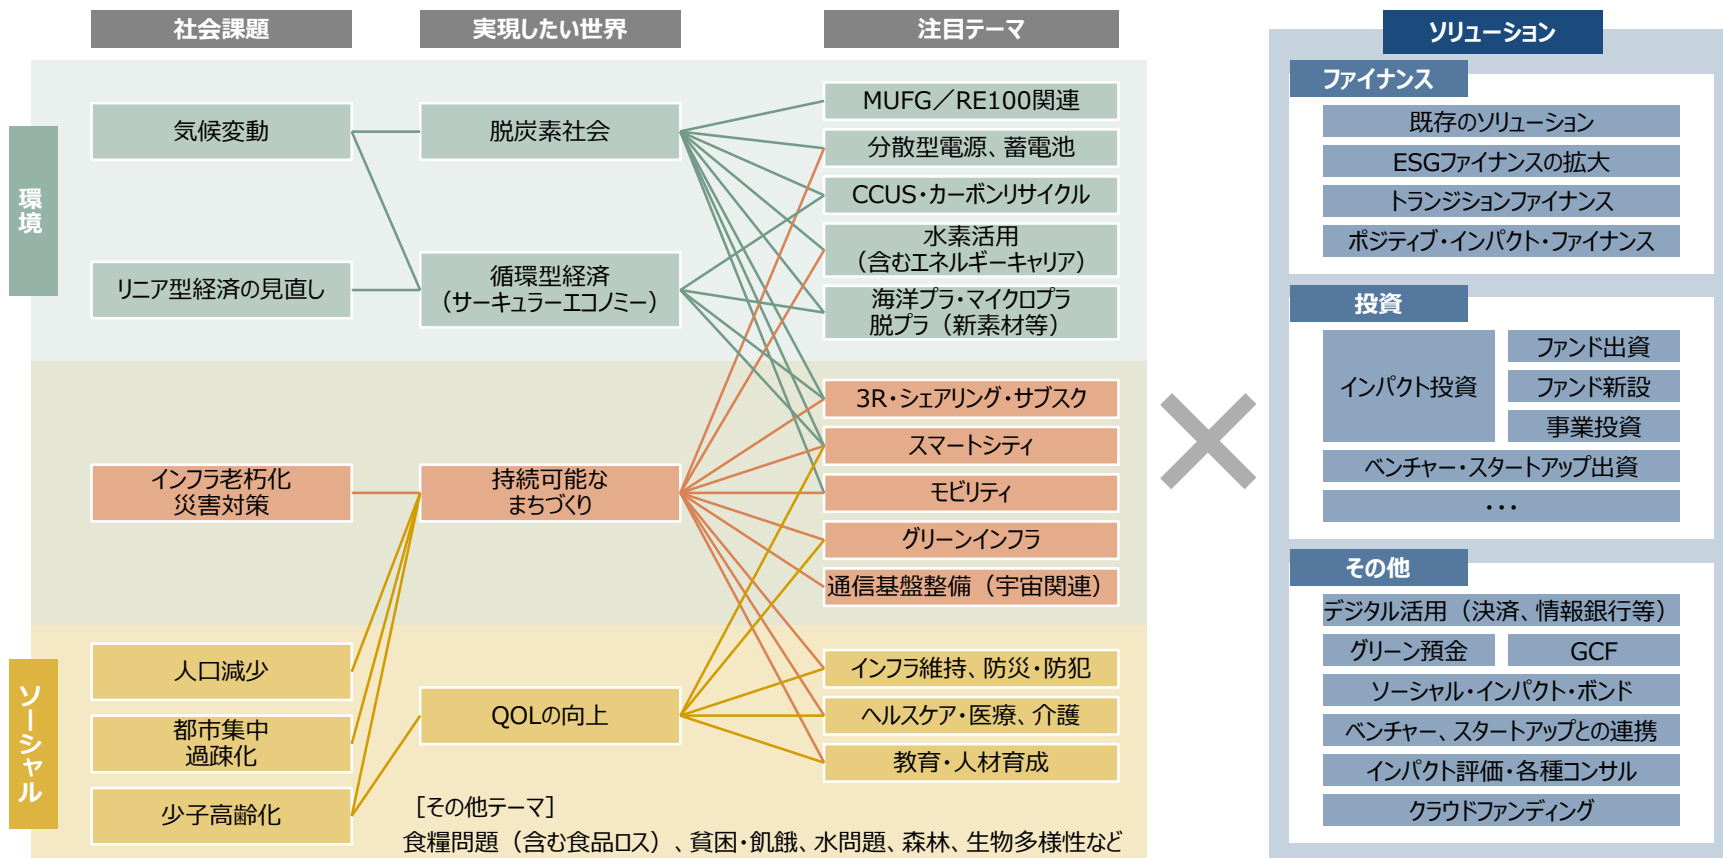 社会課題
実現したい世界
注目テーマ
環境
気候変動
リニア型経済の見直し
脱炭素社会
循環型経済
（サーキュラーエコノミー）
MUFG／RE100関連
分散型電源、蓄電池
CCUS・カーボンリサイクル
水素活用
（含むエネルギーキャリア）
海洋プラ・マイクロプラ
脱プラ（新素材等）
インフラ老朽化
災害対策
持続可能な
まちづくり
3R・シェアリング・サブスク
スマートシティ
モビリティ
グリーンインフラ
通信基盤整備（宇宙関連）
ソーシャル
人口減少
都市集中
過疎化
少子高齢化
QOLの向上
インフラ維持、防災・防犯
ヘルスケア・医療、介護
教育・人材育成
［その他テーマ］
食糧問題（含む食品ロス）、貧困・飢餓、水問題、森林、生物多様性など
ソリューション
ファイナンス
既存のソリューション
ESGファイナンスの拡大
トランジションファイナンス
ポジティブ・インパクト・ファイナンス
投資
インパクト投資
ファンド出資
ファンド新設
事業投資
ベンチャー・スタートアップ出資
・・・
その他
デジタル活用（決済、情報銀行等）
グリーン預金
GCF
ソーシャル・インパクト・ボンド
ベンチャー、スタートアップとの連携
インパクト評価・各種コンサル
クラウドファンディング